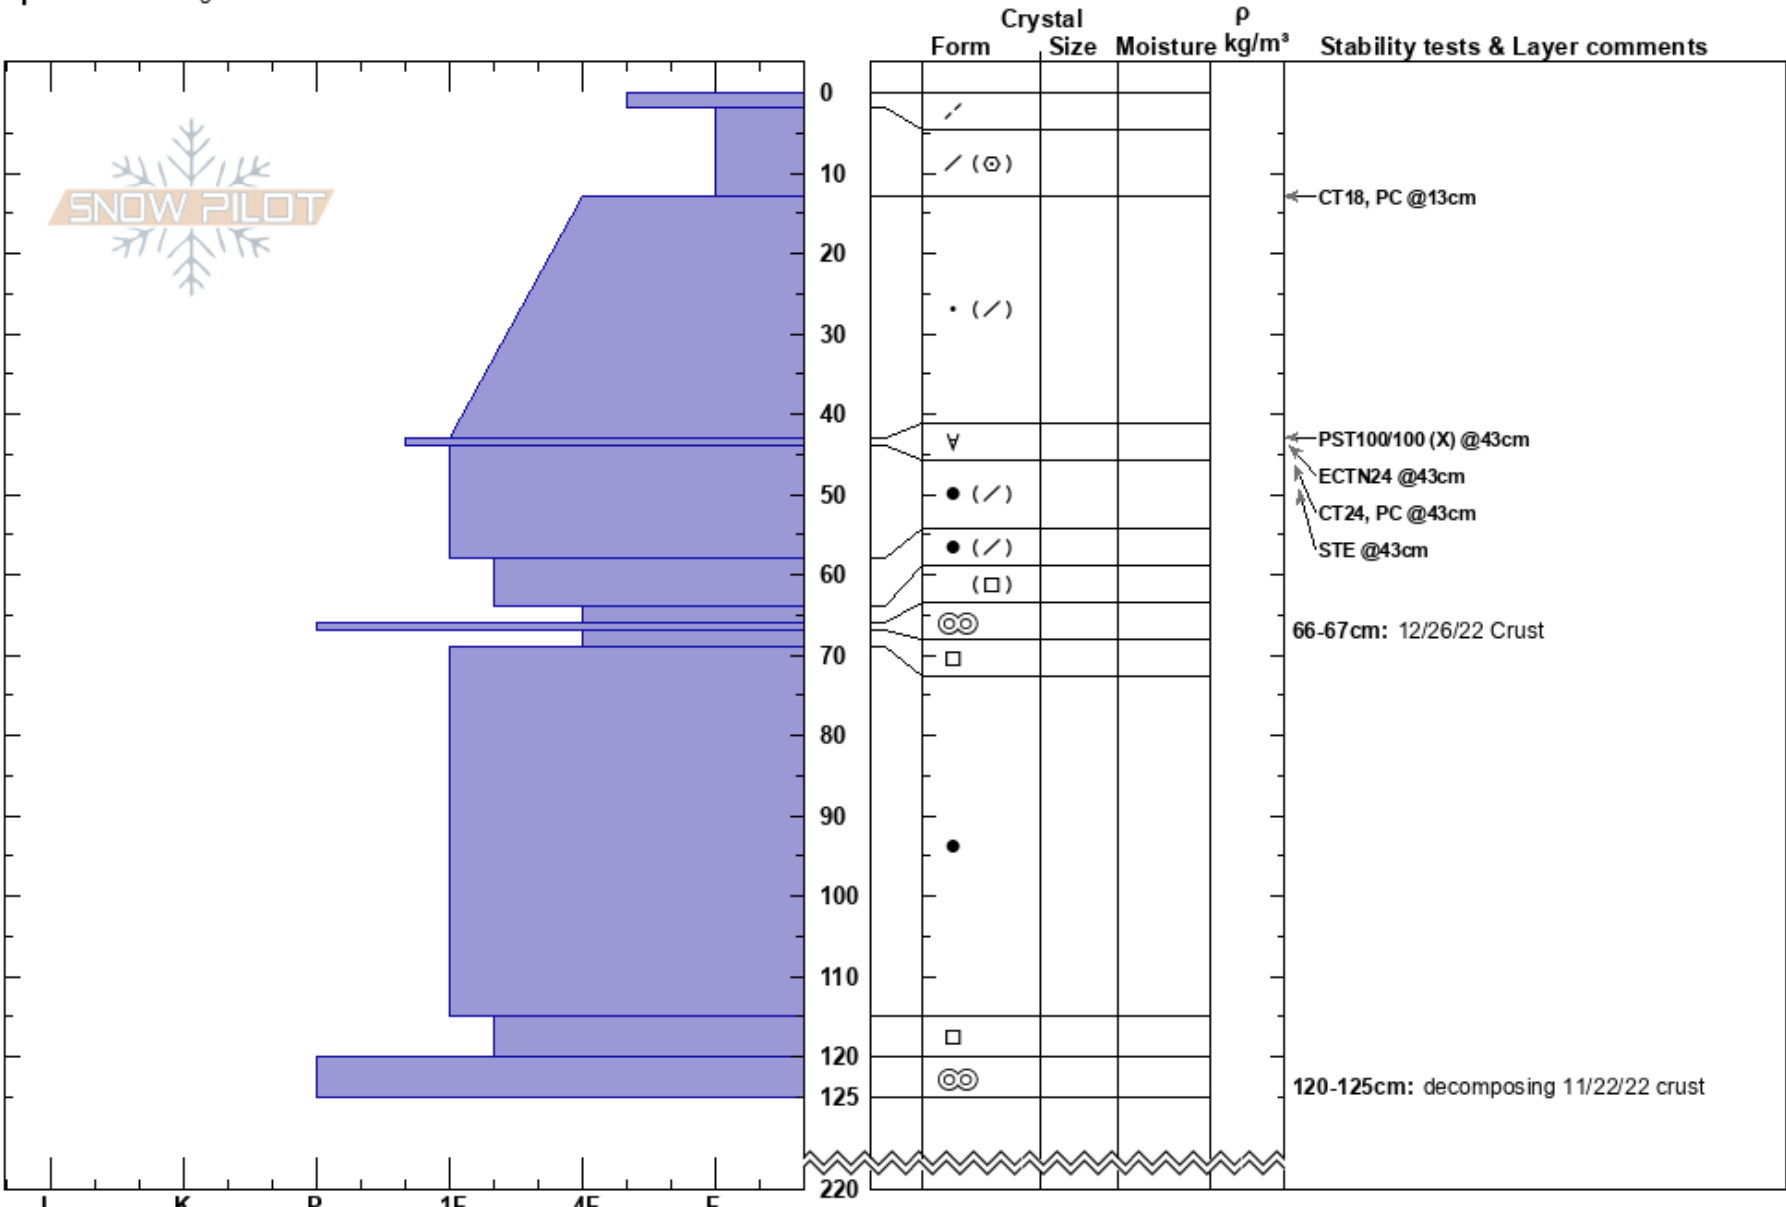 Crystal
ρ
Form Size Moisture kg/m³ Stability tests & Layer comments
0
SNOW PILOT
10
CT18, PC @13cm
20
30
40
PST100/100 (X) @43cm
ECTN24 @43cm
50
CT24, PC @43cm
STE @43cm
60
66-67cm: 12/26/22 Crust
70
80
90
100
110
120
125
120-125cm: decomposing 11/22/22 crust
220
I K P 1F 4F F